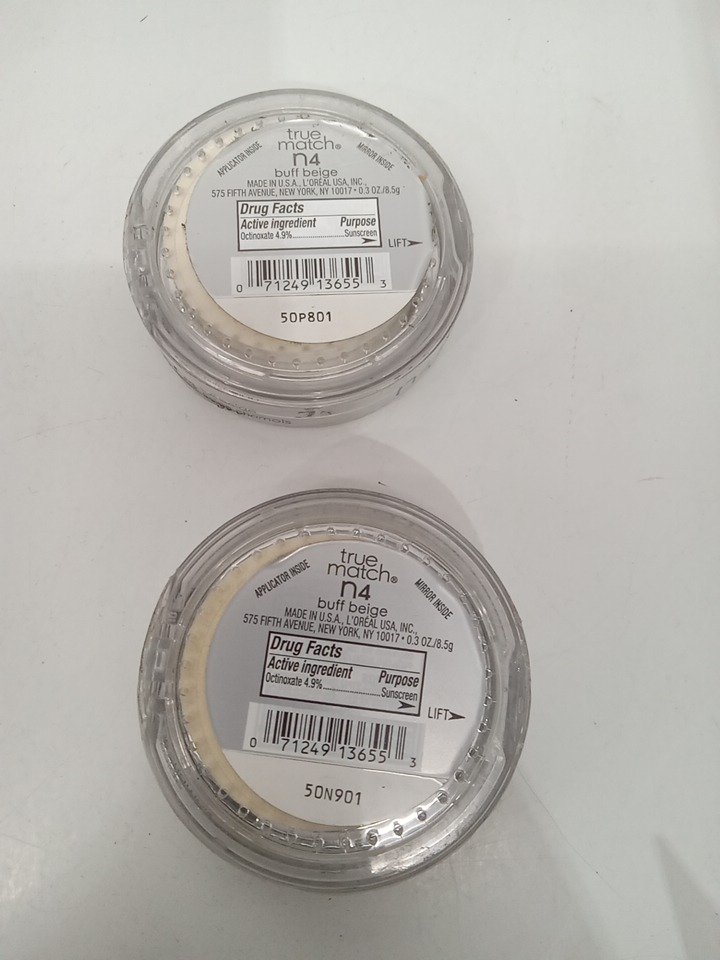 true
match®
n4
buff beige
APPLICATOR INSIDE
MIRROR INSIDE
MADE IN U.S.A., L'ORÉAL USA, INC.,
575 FIFTH AVENUE, NEW YORK, NY 10017 • 0.3 OZ./8.5g
Drug Facts
Active ingredient Purpose
Octinoxate 4.9%......................Sunscreen
LIFT
0 71249 13655 3
50P801
true
match®
n4
buff beige
APPLICATOR INSIDE
MIRROR INSIDE
MADE IN U.S.A., L'ORÉAL USA, INC.,
575 FIFTH AVENUE, NEW YORK, NY 10017 • 0.3 OZ./8.5g
Drug Facts
Active ingredient Purpose
Octinoxate 4.9%......................Sunscreen
LIFT
0 71249 13655 3
50N901